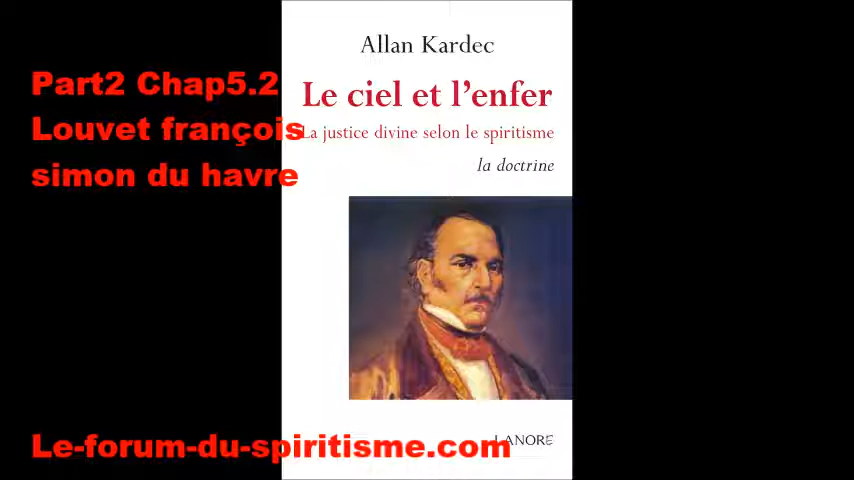 Allan Kardec
Part2 Chap5.2
Le ciel et l'enfer
Louvet françois
La justice divine selon le spiritisme
la doctrine
simon du havre
LANORE
Le-forum-du-spiritisme.com